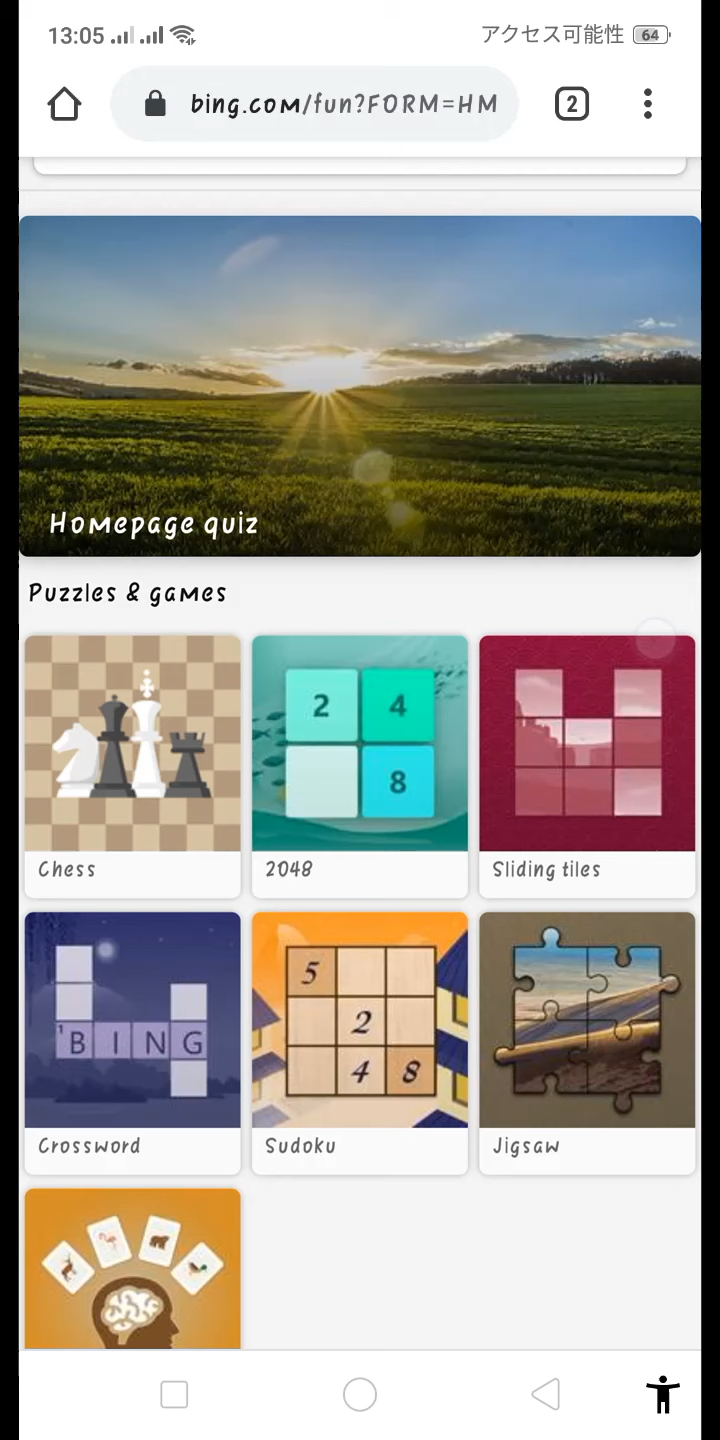 13:05 アクセス可能性 64
bing.com/fun?FORM=HM 2
Homepage quiz
Puzzles & games
2 4
8
Chess 2048 Sliding tiles
5
2
1 BING
4 8
Crossword Sudoku Jigsaw